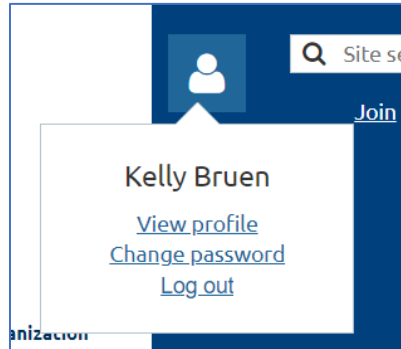 Site se
Join
Kelly Bruen
View profile
Change password
Log out
anization